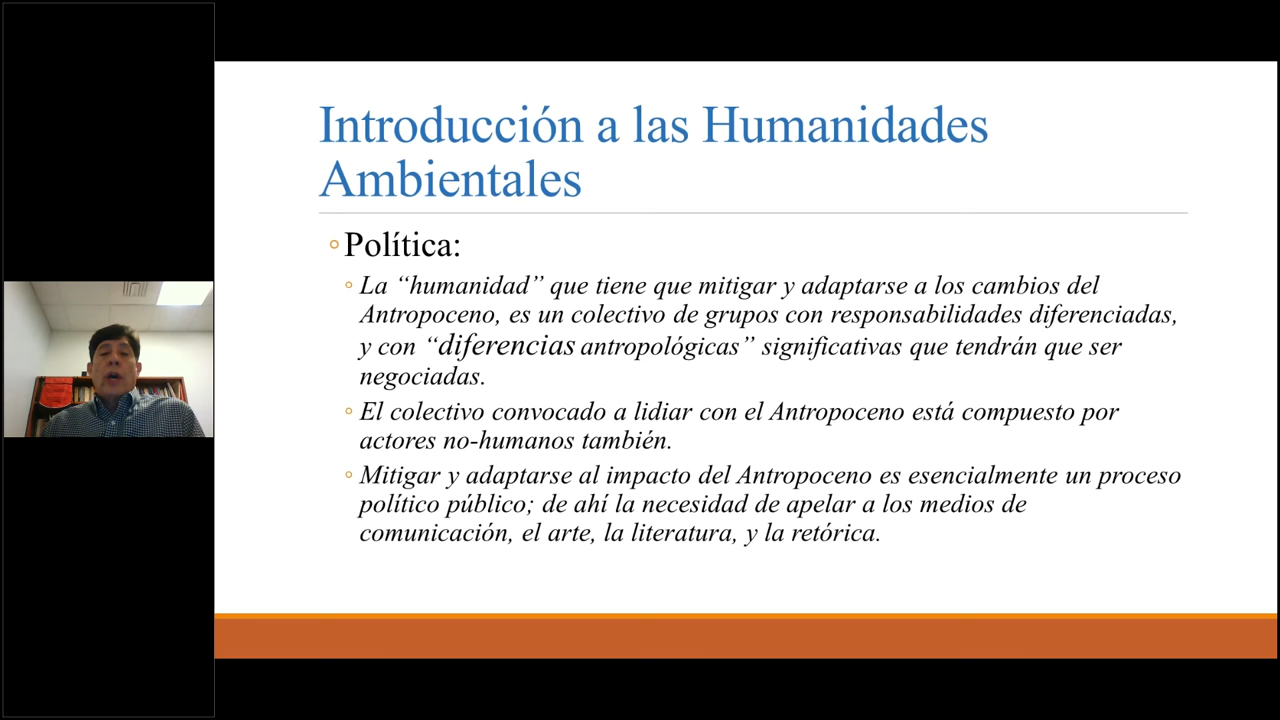 Introducción a las Humanidades
Ambientales
Política:
La “humanidad” que tiene que mitigar y adaptarse a los cambios del
Antropoceno, es un colectivo de grupos con responsabilidades diferenciadas,
y con “diferencias antropológicas” significativas que tendrán que ser
negociadas.
El colectivo convocado a lidiar con el Antropoceno está compuesto por
actores no-humanos también.
Mitigar y adaptarse al impacto del Antropoceno es esencialmente un proceso
político público; de ahí la necesidad de apelar a los medios de
comunicación, el arte, la literatura, y la retórica.